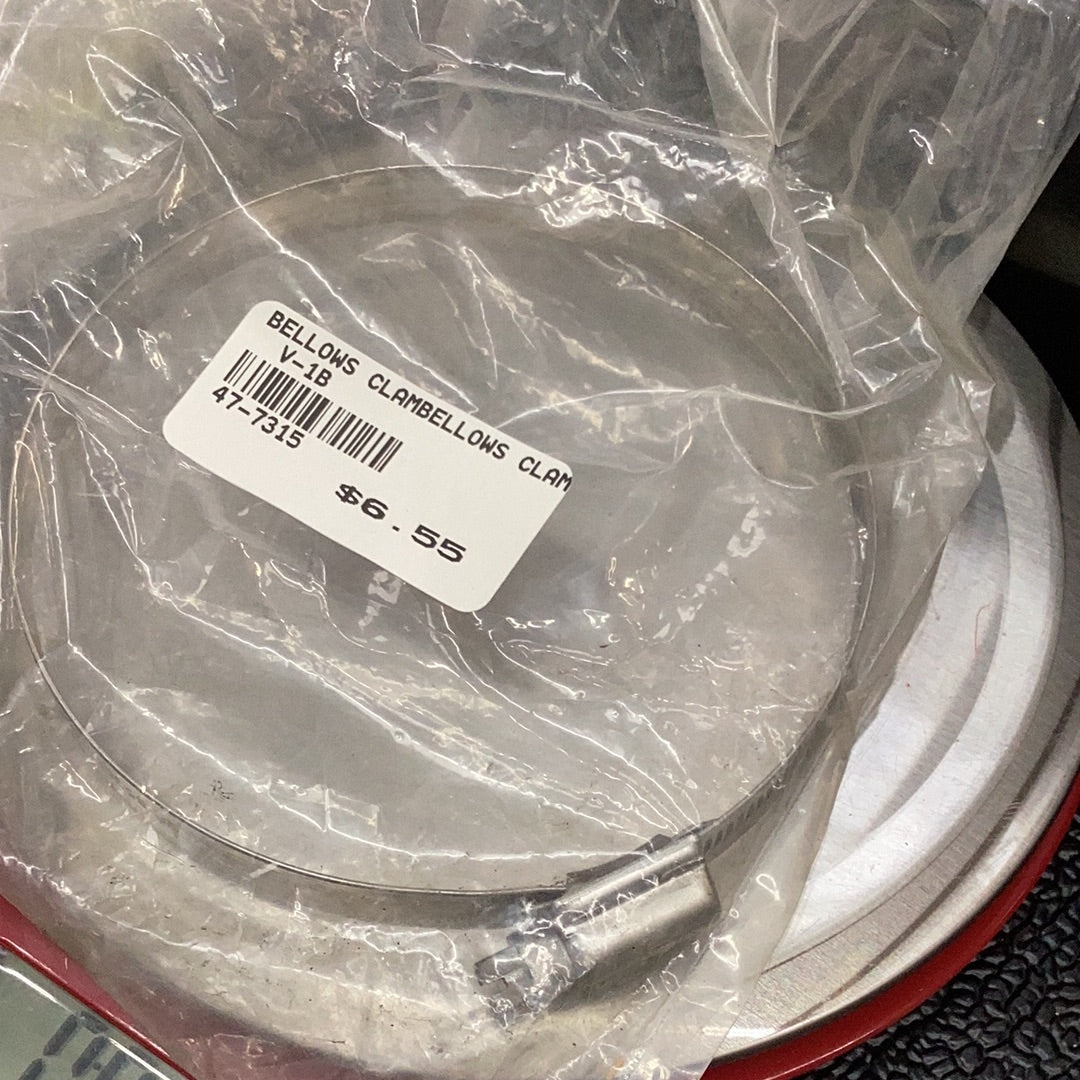 BELLOWS CLAMBELLOWS CLAM
V-1B
47-7315
$6.55